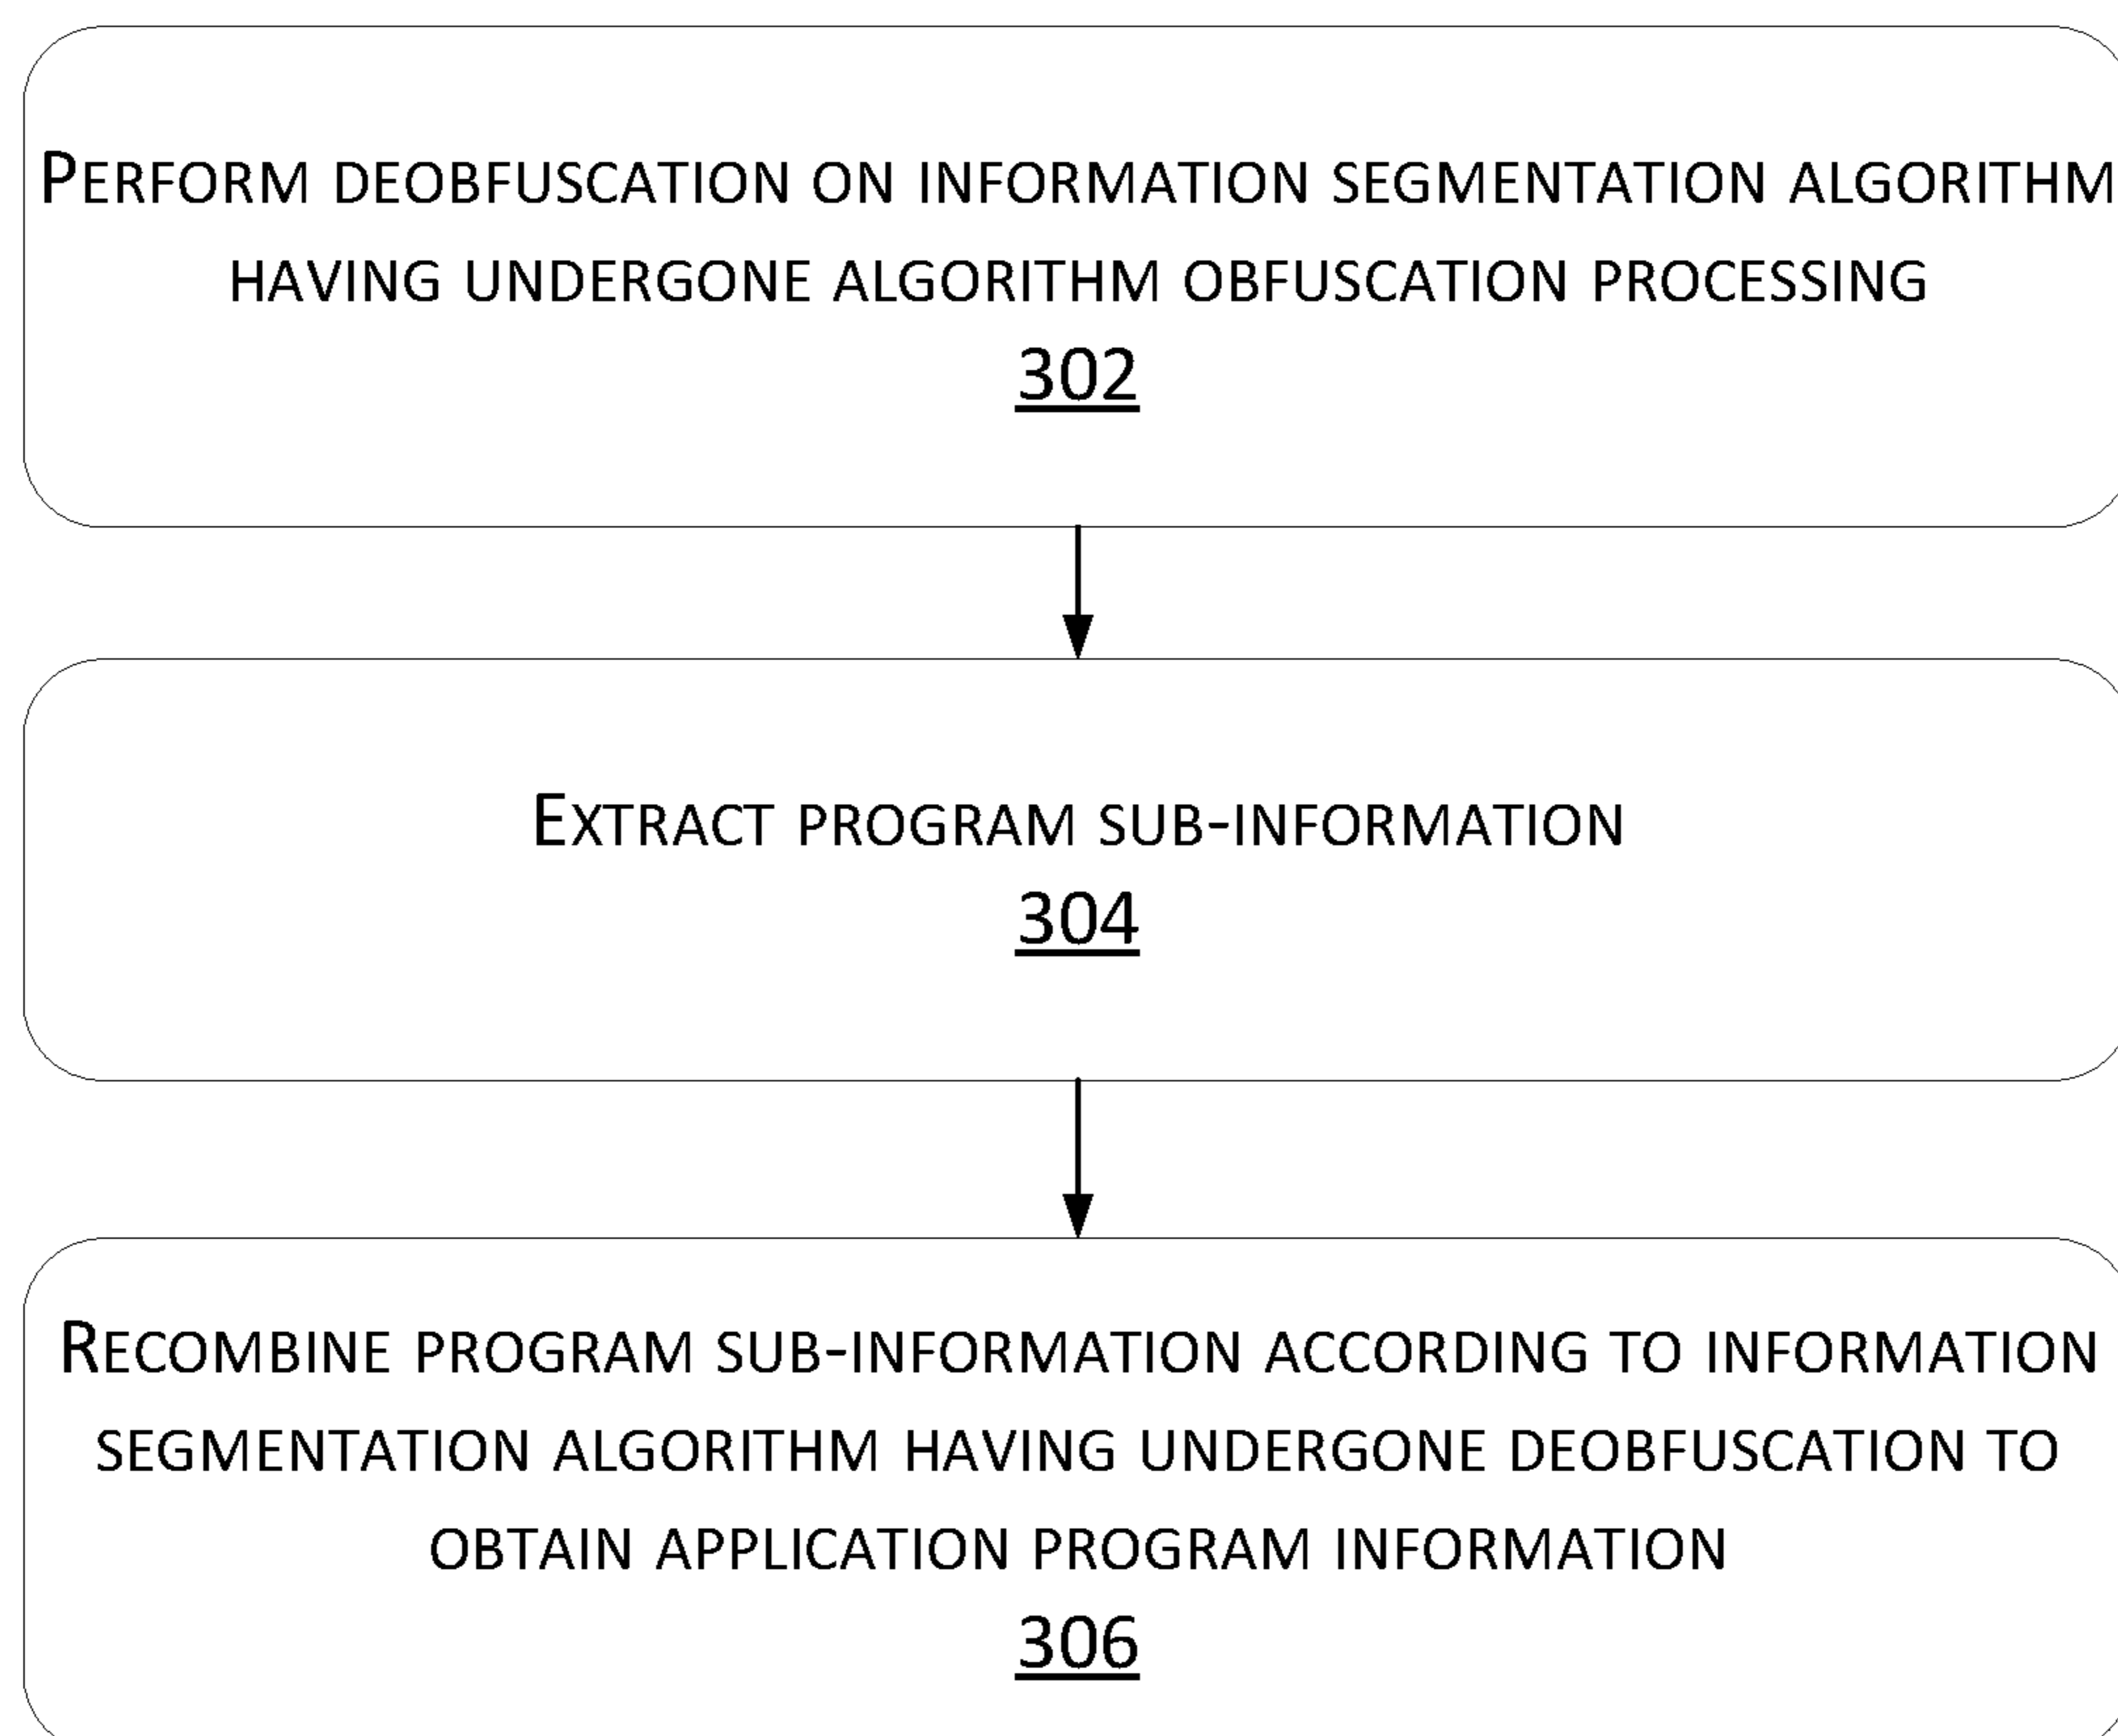 Perform deobfuscation on information segmentation algorithm
having undergone algorithm obfuscation processing
302
Extract program sub-information
304
Recombine program sub-information according to information
segmentation algorithm having undergone deobfuscation to
obtain application program information
306